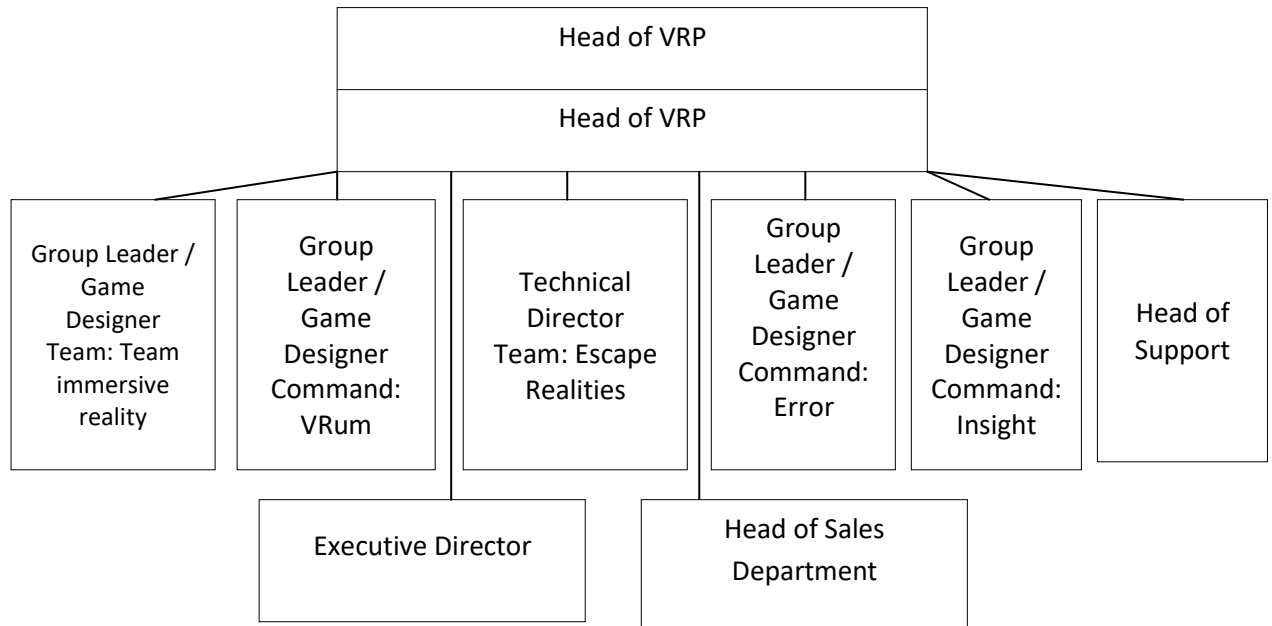 Head of VRP
Head of VRP
Group Leader /
Game
Designer
Team: Team
immersive
reality
Group
Leader /
Game
Designer
Command:
VRum
Technical
Director
Team: Escape
Realities
Group
Leader /
Game
Designer
Command:
Error
Group
Leader /
Game
Designer
Command:
Insight
Head of
Support
Executive Director
Head of Sales
Department